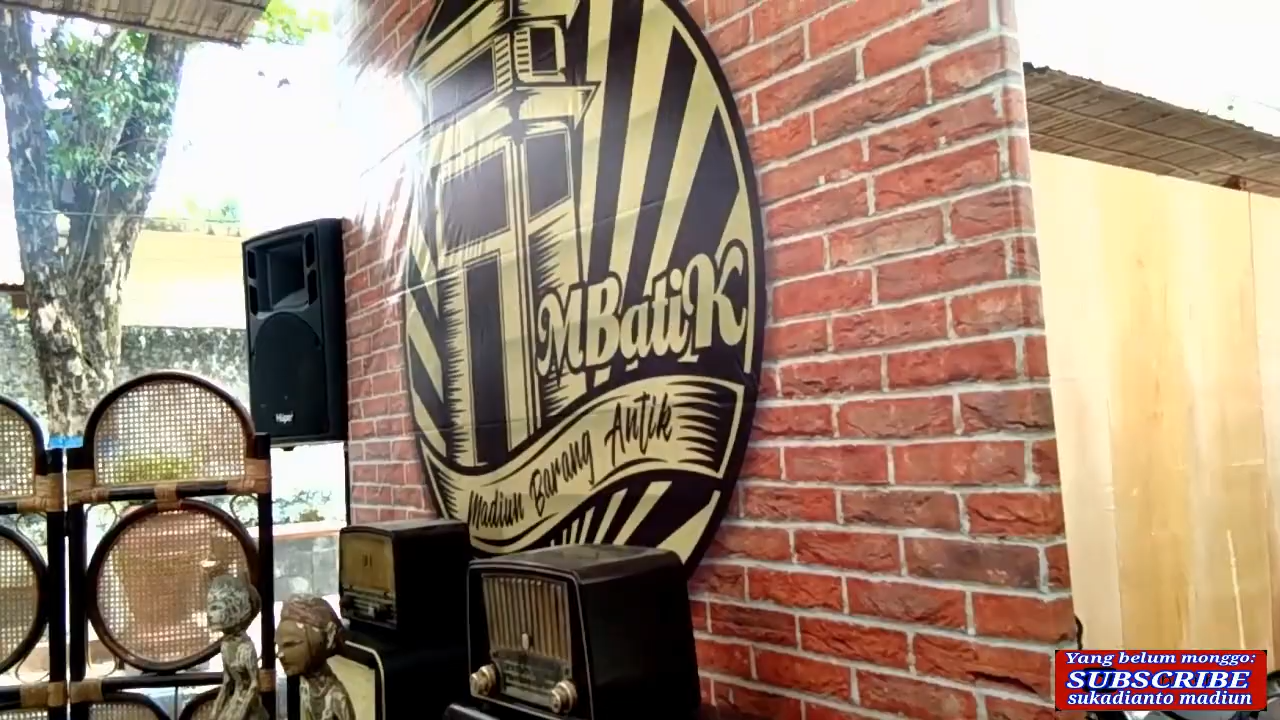 MBatiK
Madiun Barang Antik
Yang belum monggo:
SUBSCRIBE
sukadianto madiun